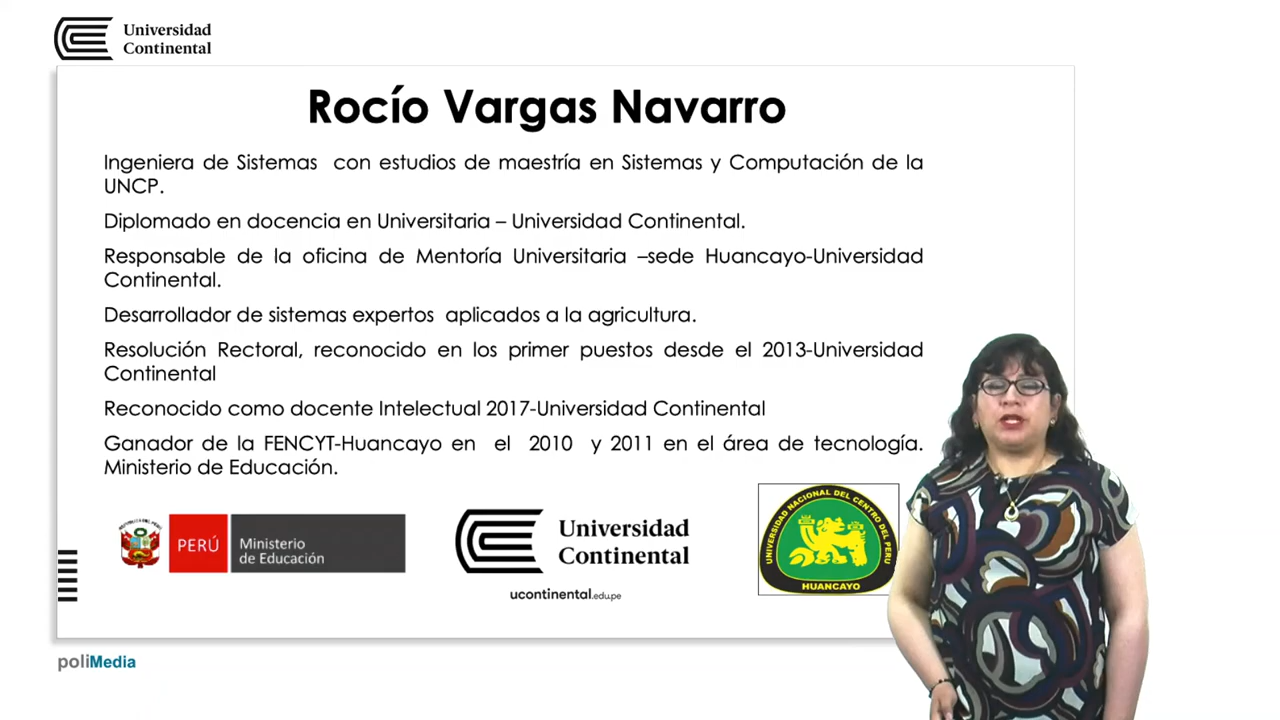 Universidad
Continental
Rocío Vargas Navarro
Ingeniera de Sistemas con estudios de maestría en Sistemas y Computación de la
UNCP.
Diplomado en docencia en Universitaria – Universidad Continental.
Responsable de la oficina de Mentoría Universitaria –sede Huancayo-Universidad
Continental.
Desarrollador de sistemas expertos aplicados a la agricultura.
Resolución Rectoral, reconocido en los primer puestos desde el 2013-Universidad
Continental
Reconocido como docente Intelectual 2017-Universidad Continental
Ganador de la FENCYT-Huancayo en el 2010 y 2011 en el área de tecnología.
Ministerio de Educación.
REPUBLICA DEL PERU
PERÚ
Ministerio
de Educación
Universidad
Continental
ucontinental.edu.pe
UNIVERSIDAD NACIONAL DEL CENTRO DEL PERU
HUANCAYO
poliMedia